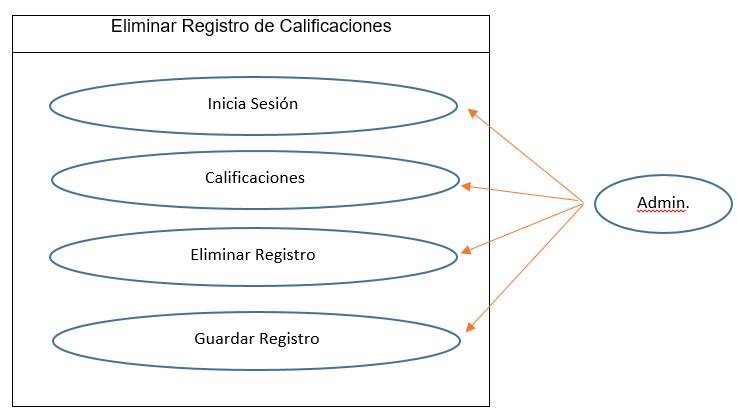 Eliminar Registro de Calificaciones
Inicia Sesión
Calificaciones
Admin.
Eliminar Registro
Guardar Registro